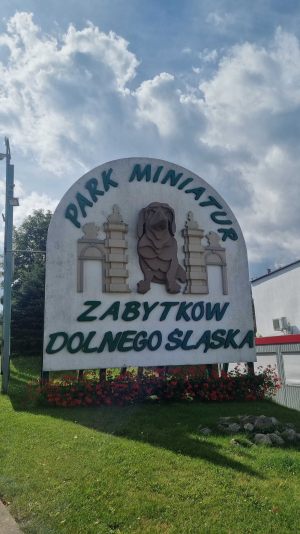 PARK MINIATUR
ZABYTKÓW
DOLNEGO ŚLĄSKA